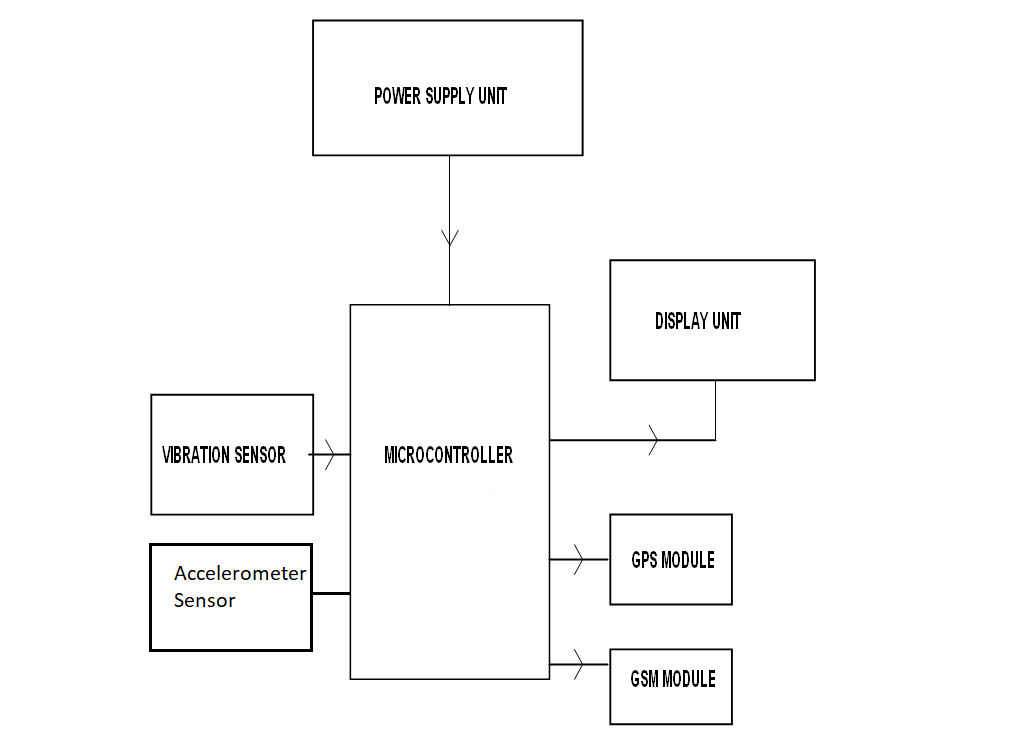 POWER SUPPLY UNIT
DISPLAY UNIT
VIBRATION SENSOR
MICROCONTROLLER
GPS MODULE
Accelerometer
Sensor
GSM MODULE